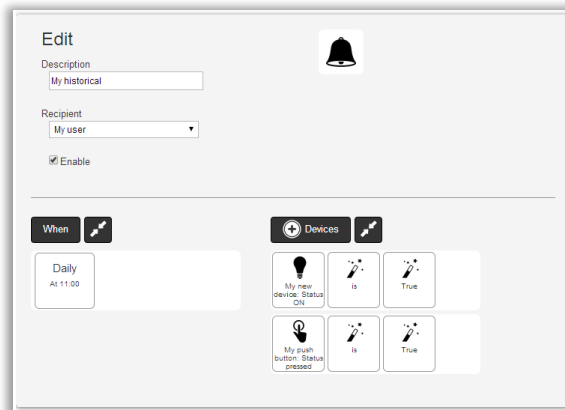 Edit
Description
My historical
Recipient
My user
Enable
When
Devices
Daily
At 11:00
My new
device: Status
ON
is
True
My push
button: Status
pressed
is
True